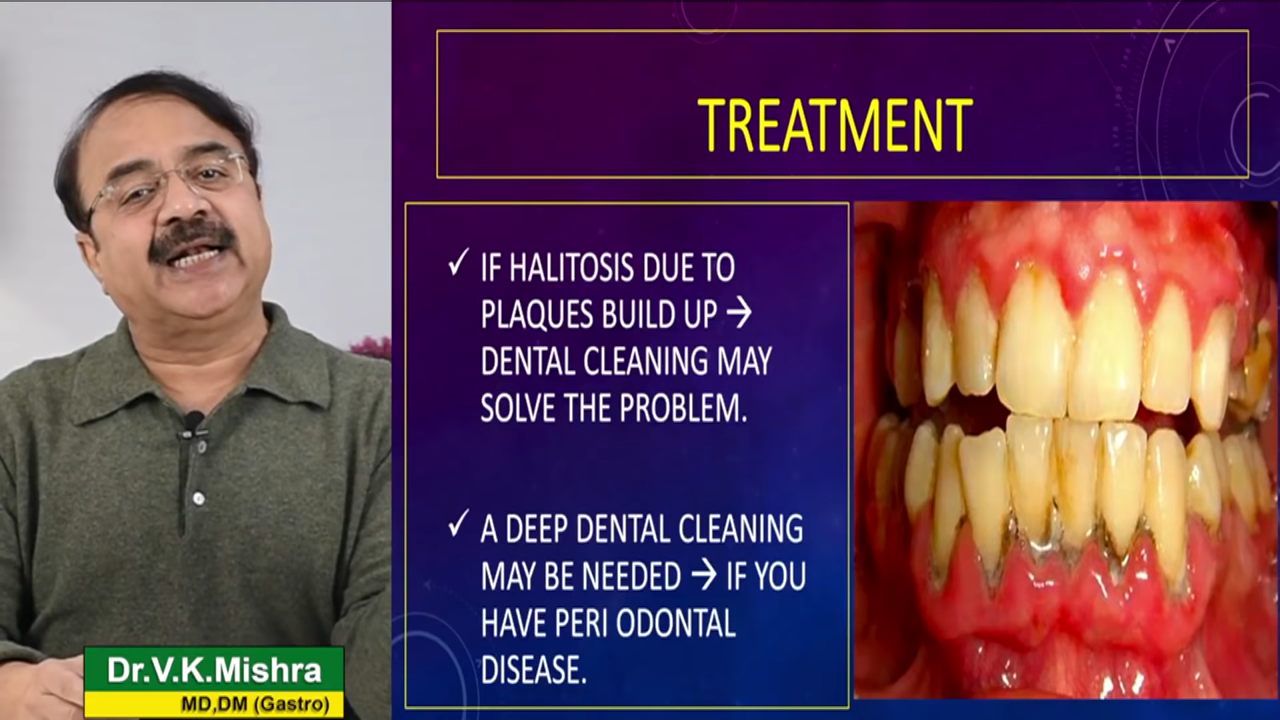 TREATMENT
✓ IF HALITOSIS DUE TO
PLAQUES BUILD UP →
DENTAL CLEANING MAY
SOLVE THE PROBLEM.
✓ A DEEP DENTAL CLEANING
MAY BE NEEDED → IF YOU
HAVE PERI ODONTAL
DISEASE.
Dr.V.K.Mishra
MD,DM (Gastro)